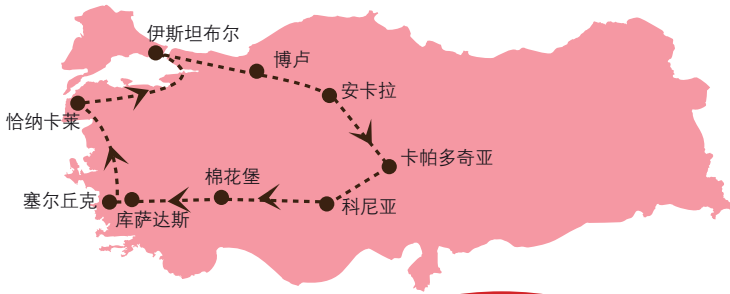 伊斯坦布尔
博卢
安卡拉
恰纳卡莱
卡帕多奇亚
棉花堡
塞尔丘克
库萨达斯
科尼亚